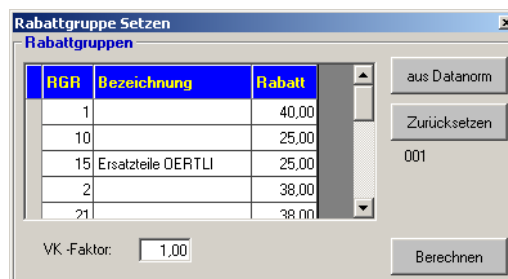 Rabattgruppe Setzen
Rabattgruppen
RGR Bezeichnung Rabatt
1 40,00
10 25,00
15 Ersatzteile OERTLI 25,00
2 38,00
21 38,00
aus Datanorm
Zurücksetzen
001
VK -Faktor: 1,00
Berechnen